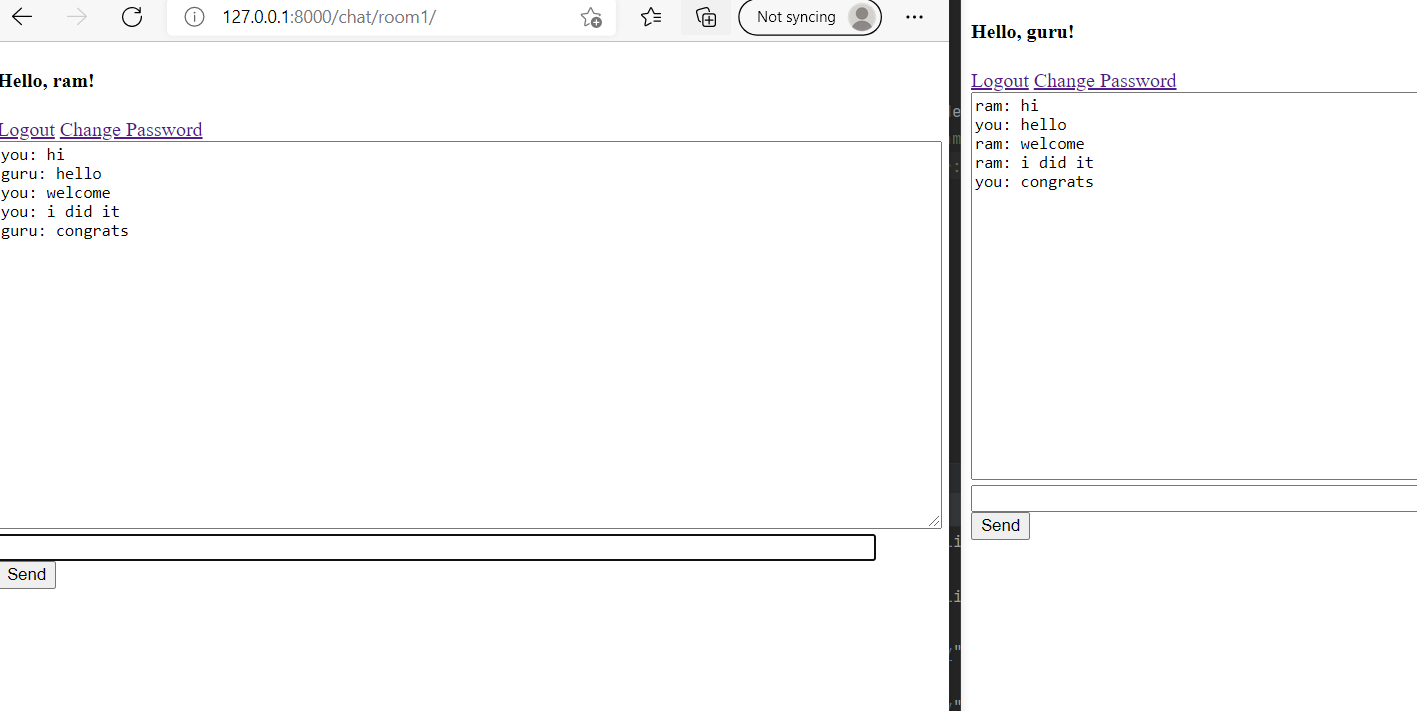 127.0.0.1:8000/chat/room1/
Not syncing
Hello, ram!
Logout Change Password
you: hi
guru: hello
you: welcome
you: i did it
guru: congrats
Send
Hello, guru!
Logout Change Password
ram: hi
you: hello
ram: welcome
ram: i did it
you: congrats
Send